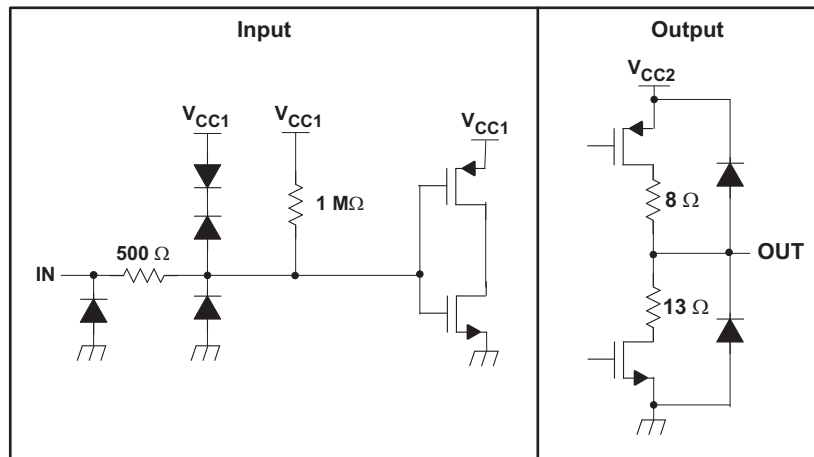 Input
Output
VCC1
VCC1
VCC1
1 MΩ
500 Ω
IN
VCC2
8 Ω
OUT
13 Ω